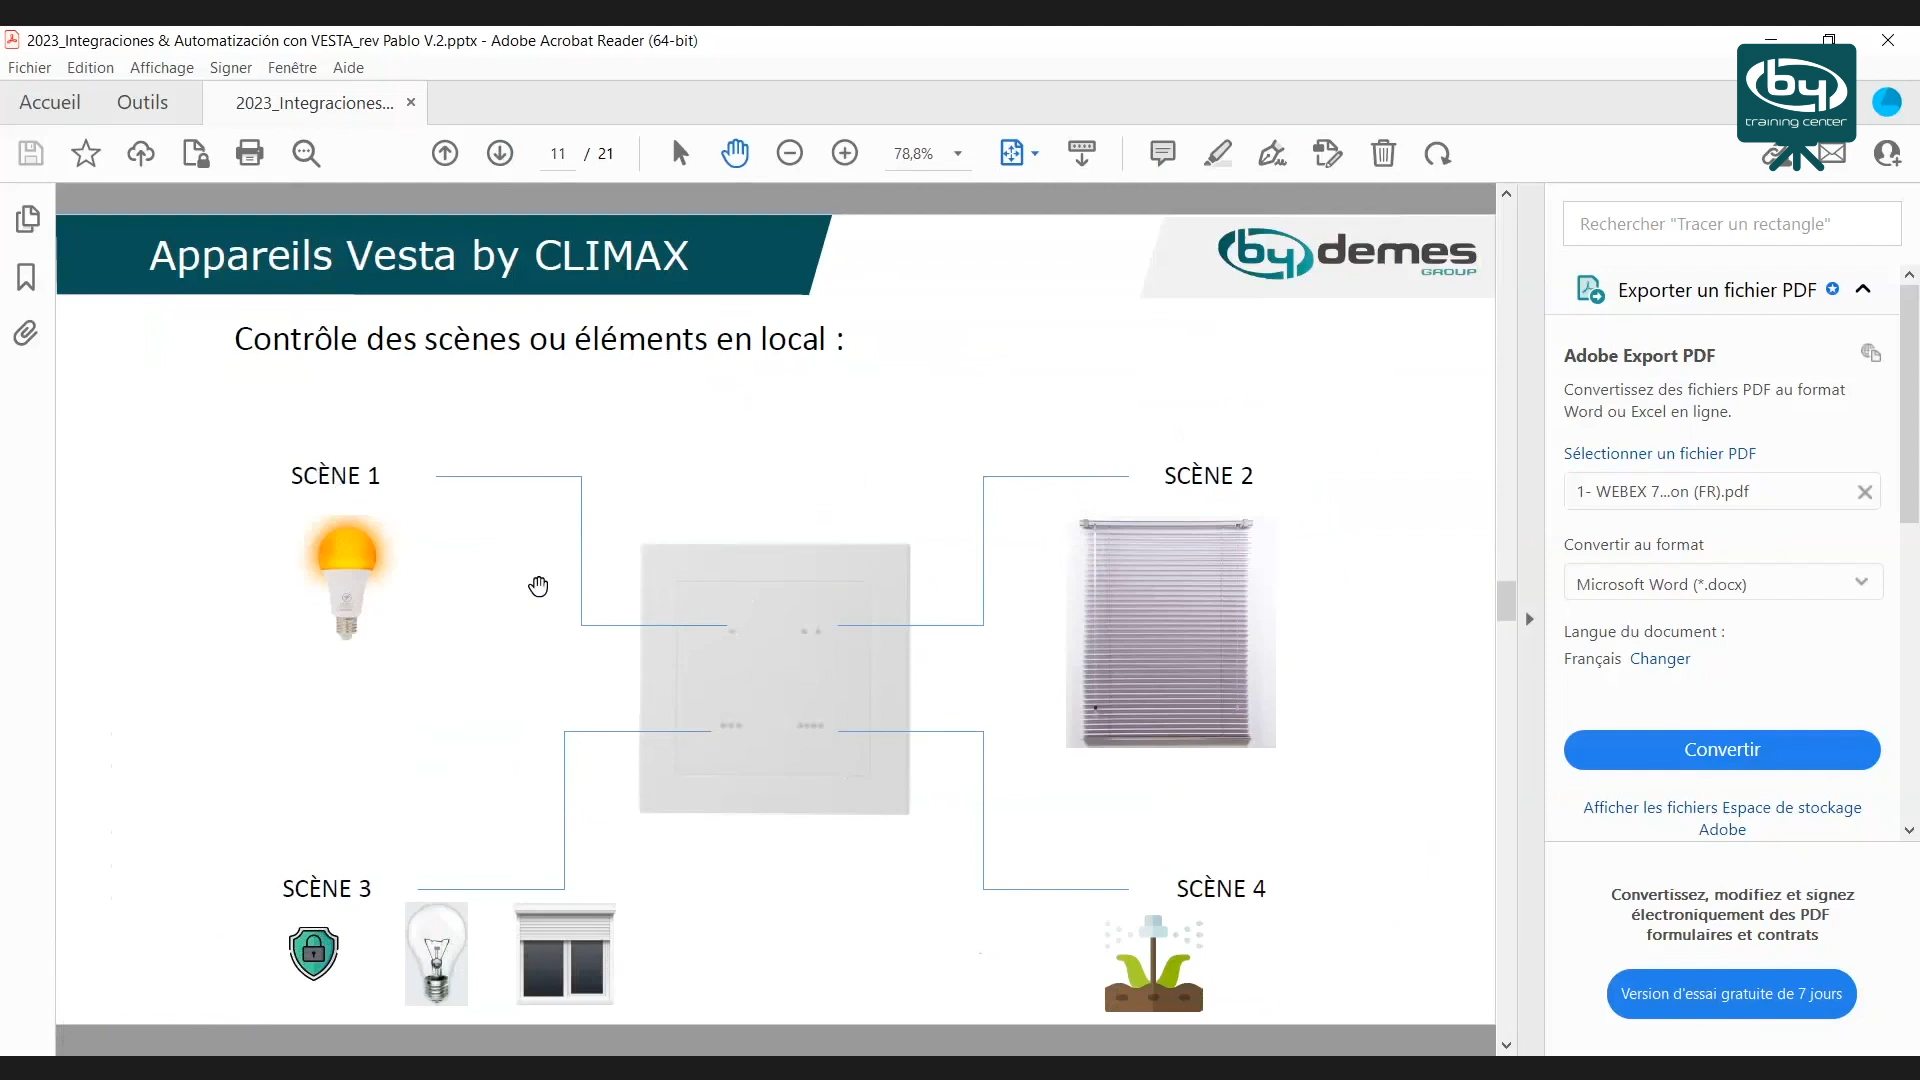 2023_Integraciones & Automatización con VESTA_rev Pablo V.2.pptx - Adobe Acrobat Reader (64-bit)
Fichier Edition Affichage Signer Fenêtre Aide
Accueil Outils 2023_Integraciones... ×
by
training center
11 / 21 78,8%
Appareils Vesta by CLIMAX
by demes
GROUP
Contrôle des scènes ou éléments en local :
SCÈNE 1
SCÈNE 2
SCÈNE 3
SCÈNE 4
Rechercher "Tracer un rectangle"
Exporter un fichier PDF
Adobe Export PDF
Convertissez des fichiers PDF au format
Word ou Excel en ligne.
Sélectionner un fichier PDF
1- WEBEX 7...on (FR).pdf
Convertir au format
Microsoft Word (*.docx)
Langue du document :
Français Changer
Convertir
Afficher les fichiers Espace de stockage
Adobe
Convertissez, modifiez et signez
électroniquement des PDF
formulaires et contrats
Version d'essai gratuite de 7 jours